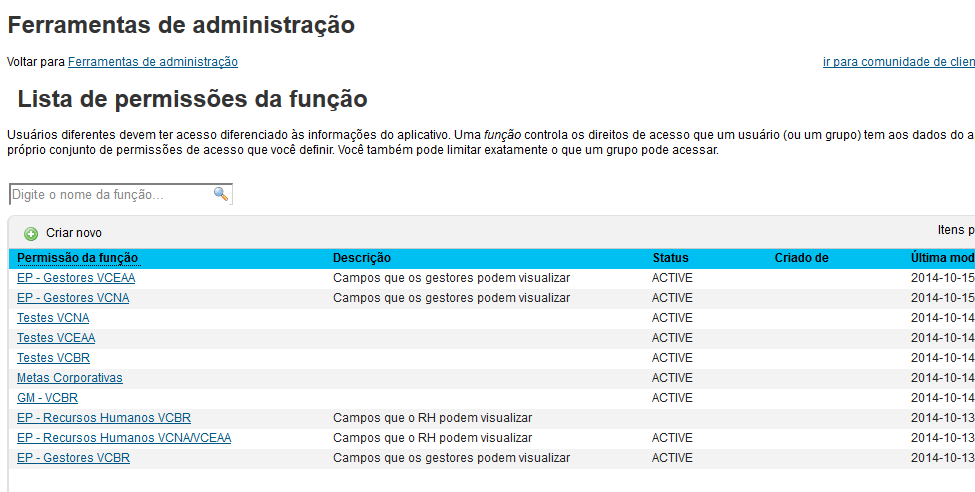 Ferramentas de administração
Voltar para Ferramentas de administração ir para comunidade de clien
Lista de permissões da função
Usuários diferentes devem ter acesso diferenciado às informações do aplicativo. Uma função controla os direitos de acesso que um usuário (ou um grupo) tem aos dados do a
próprio conjunto de permissões de acesso que você definir. Você também pode limitar exatamente o que um grupo pode acessar.
Digite o nome da função...
Criar novo Itens p
Permissão da função Descrição Status Criado de Última mod
EP - Gestores VCEAA Campos que os gestores podem visualizar ACTIVE 2014-10-15
EP - Gestores VCNA Campos que os gestores podem visualizar ACTIVE 2014-10-15
Testes VCNA ACTIVE 2014-10-14
Testes VCEAA ACTIVE 2014-10-14
Testes VCBR ACTIVE 2014-10-14
Metas Corporativas ACTIVE 2014-10-14
GM - VCBR ACTIVE 2014-10-14
EP - Recursos Humanos VCBR Campos que o RH podem visualizar 2014-10-13
EP - Recursos Humanos VCNA/VCEAA Campos que o RH podem visualizar ACTIVE 2014-10-13
EP - Gestores VCBR Campos que os gestores podem visualizar ACTIVE 2014-10-13